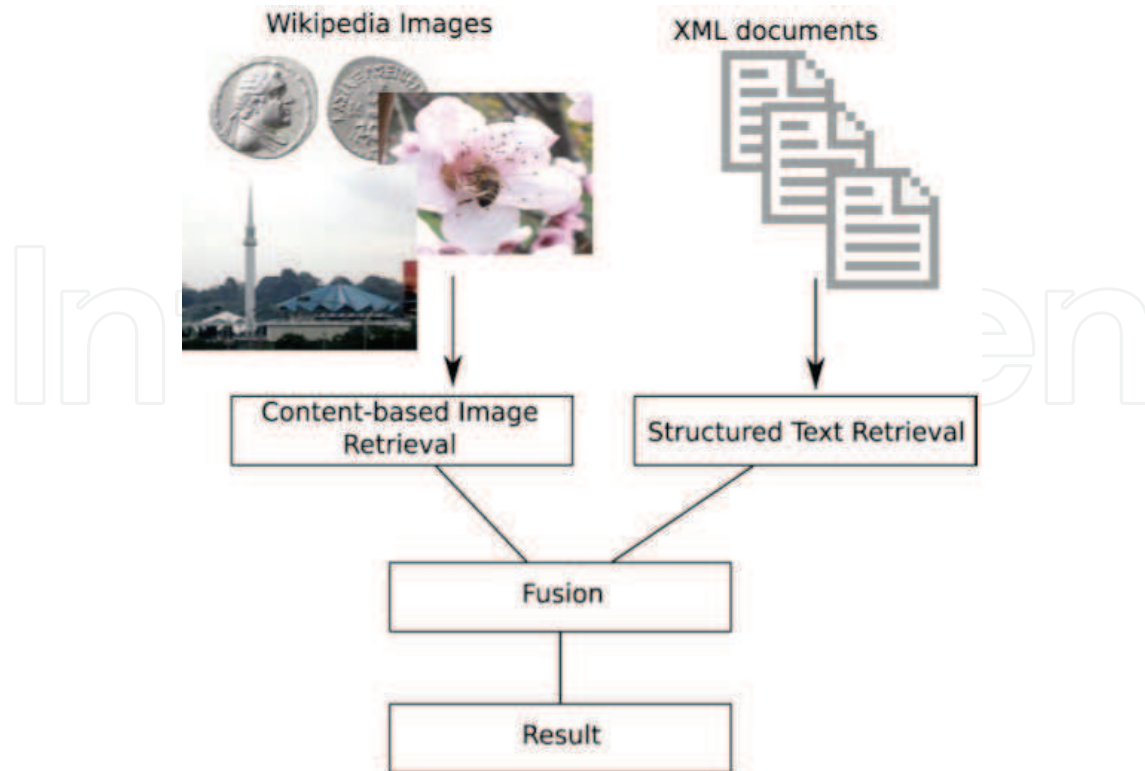 Wikipedia Images
XML documents
Content-based Image
Retrieval
Structured Text Retrieval
Fusion
Result